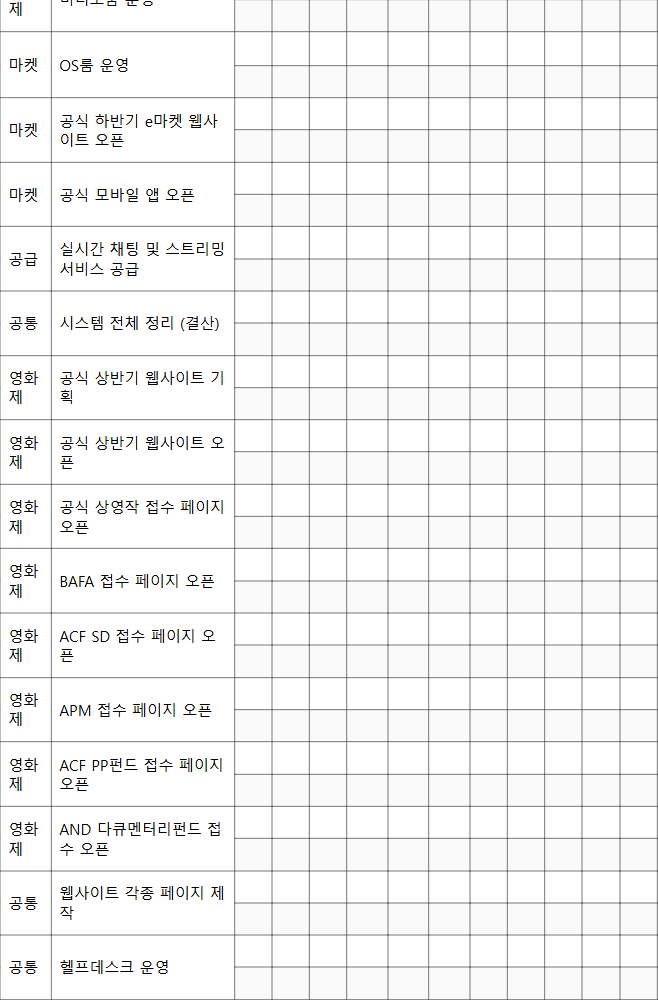 제
마켓 OS룸 운영
마켓 공식 하반기 e마켓 웹사
이트 오픈
마켓 공식 모바일 앱 오픈
공급 실시간 채팅 및 스트리밍
서비스 공급
공통 시스템 전체 정리 (결산)
영화 공식 상반기 웹사이트 기
제 획
영화 공식 상반기 웹사이트 오
제 픈
영화 공식 상영작 접수 페이지
제 오픈
영화
제
BAFA 접수 페이지 오픈
영화 ACF SD 접수 페이지 오
제 픈
영화
제
APM 접수 페이지 오픈
영화 ACF PP펀드 접수 페이지
제 오픈
영화 AND 다큐멘터리펀드 접
제 수 오픈
공통 웹사이트 각종 페이지 제
작
공통 헬프데스크 운영